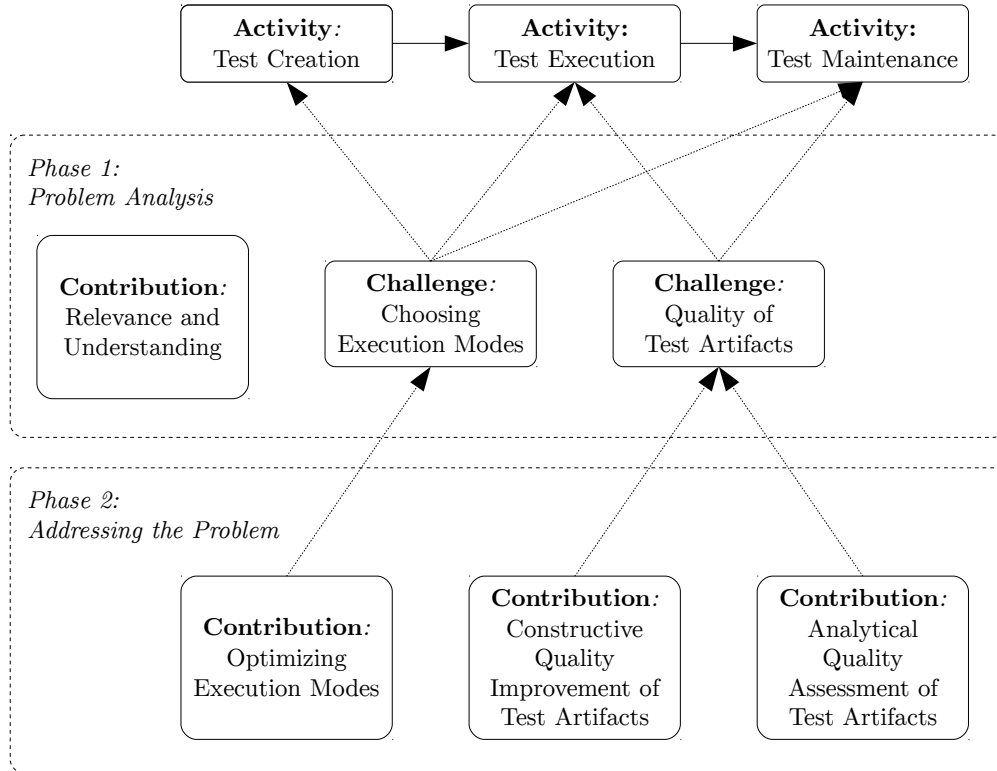 Activity:
Test Creation
Activity:
Test Execution
Activity:
Test Maintenance
Phase 1:
Problem Analysis
Contribution:
Relevance and
Understanding
Challenge:
Choosing
Execution Modes
Challenge:
Quality of
Test Artifacts
Phase 2:
Addressing the Problem
Contribution:
Optimizing
Execution Modes
Contribution:
Constructive
Quality
Improvement of
Test Artifacts
Contribution:
Analytical
Quality
Assessment of
Test Artifacts